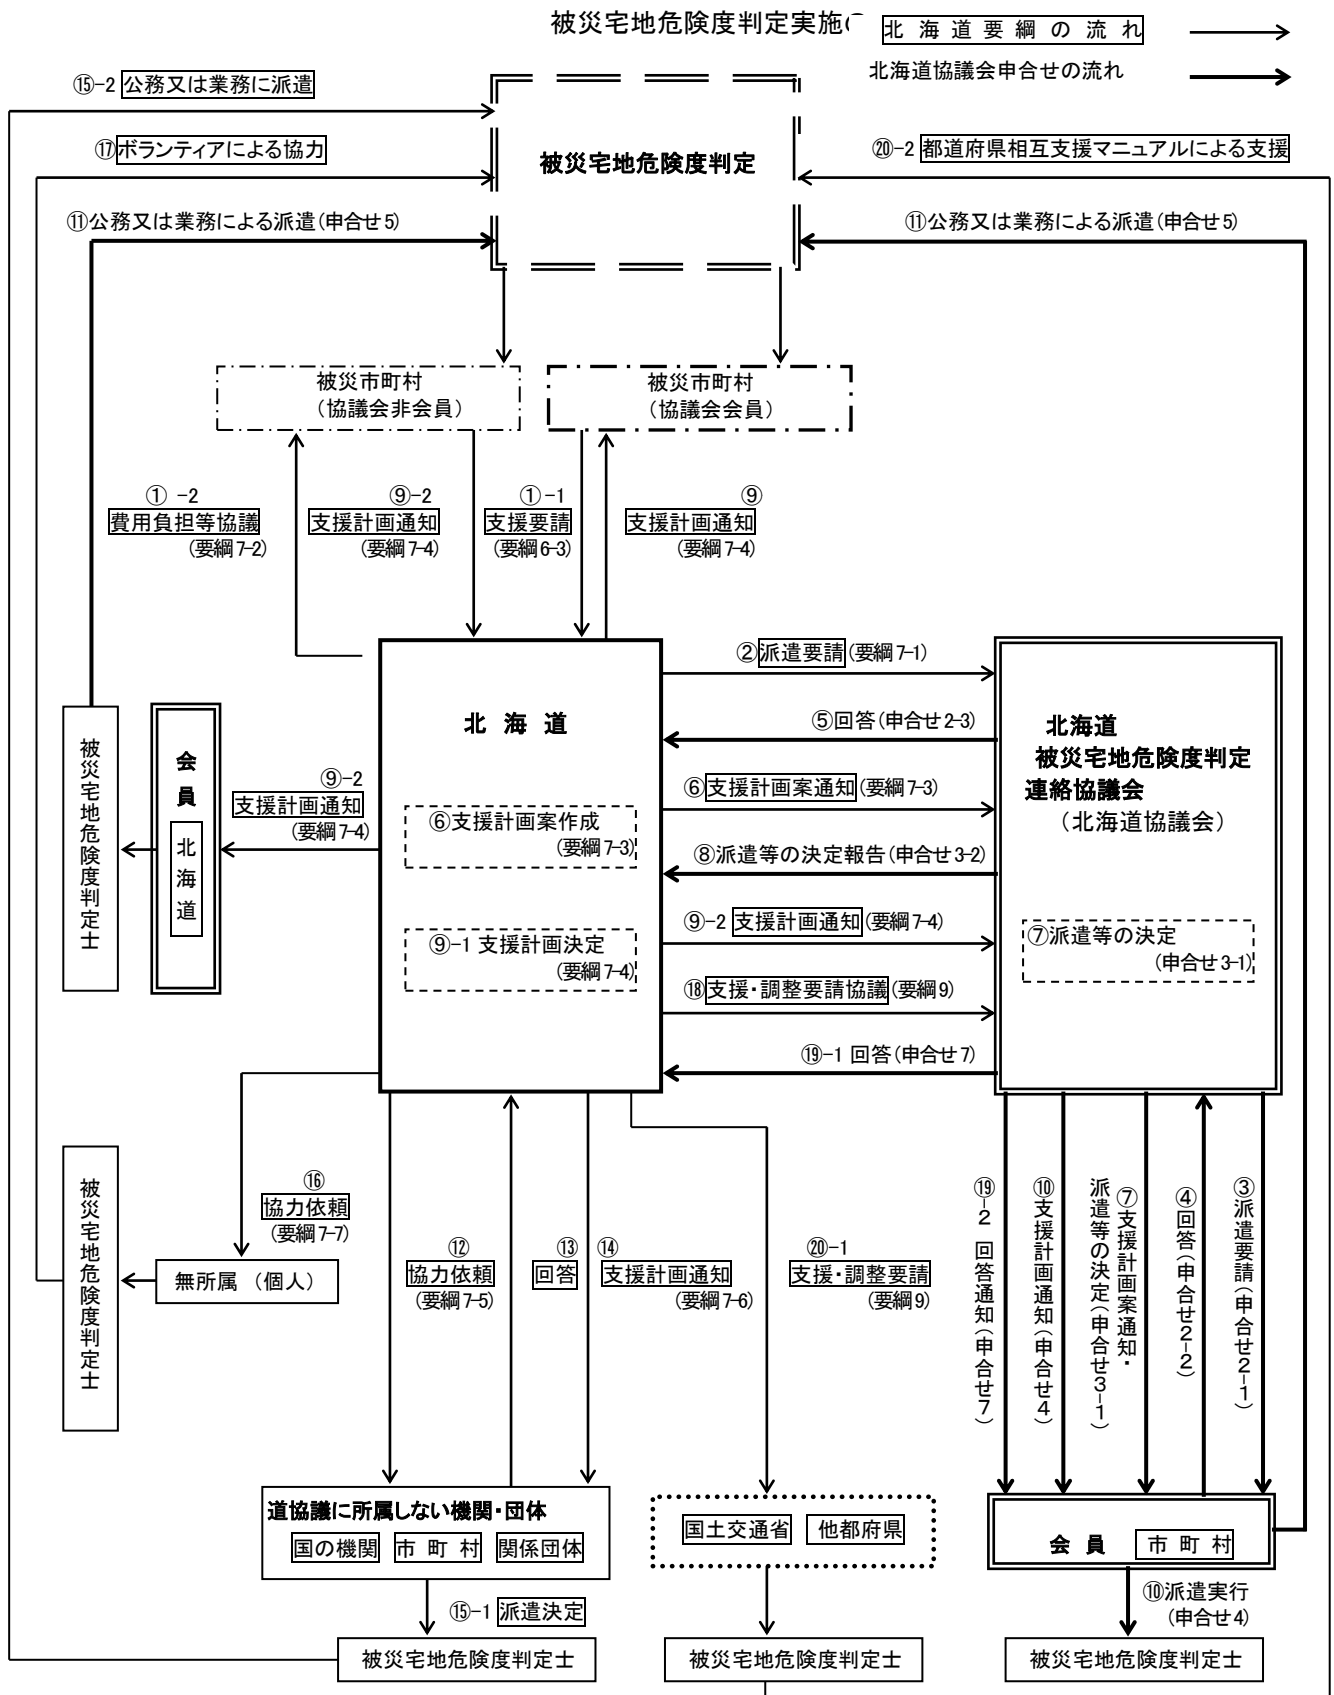 被災宅地危険度判定実施
北海道要綱の流れ
北海道協議会申合せの流れ
⑮-2 公務又は業務に派遣
⑰ボランティアによる協力
⑪公務又は業務による派遣(申合せ5)
被災宅地危険度判定
⑳-2 都道府県相互支援マニュアルによる支援
⑪公務又は業務による派遣(申合せ5)
被災市町村
(協議会非会員)
被災市町村
(協議会会員)
① -2
費用負担等協議
(要綱7-2)
⑨-2
支援計画通知
(要綱7-4)
①-1
支援要請
(要綱6-3)
⑨
支援計画通知
(要綱7-4)
北 海 道
⑥支援計画案作成
(要綱7-3)
⑨-1 支援計画決定
(要綱7-4)
②派遣要請(要綱7-1)
⑤回答(申合せ2-3)
⑥支援計画案通知(要綱7-3)
⑧派遣等の決定報告(申合せ3-2)
⑨-2 支援計画通知(要綱7-4)
⑱支援・調整要請協議(要綱9)
⑲-1 回答(申合せ7)
北海道
被災宅地危険度判定
連絡協議会
(北海道協議会)
⑦派遣等の決定
(申合せ3-1)
被災宅地危険度判定士
会員
北海道
⑨-2
支援計画通知
(要綱7-4)
被災宅地危険度判定士
⑯
協力依頼
(要綱7-7)
無所属 (個人)
⑫
協力依頼
(要綱7-5)
⑬
回答
⑭
支援計画通知
(要綱7-6)
⑳-1
支援・調整要請
(要綱9)
⑲-2 回答通知(申合せ7)
⑩支援計画通知(申合せ4)
⑦支援計画案通知・
派遣等の決定(申合せ3-1)
④回答(申合せ2-2)
③派遣要請(申合せ2-1)
道協議に所属しない機関・団体
国の機関 市町村 関係団体
国土交通省 他都府県
会 員 市町村
⑮-1 派遣決定
⑩派遣実行
(申合せ4)
被災宅地危険度判定士
被災宅地危険度判定士
被災宅地危険度判定士